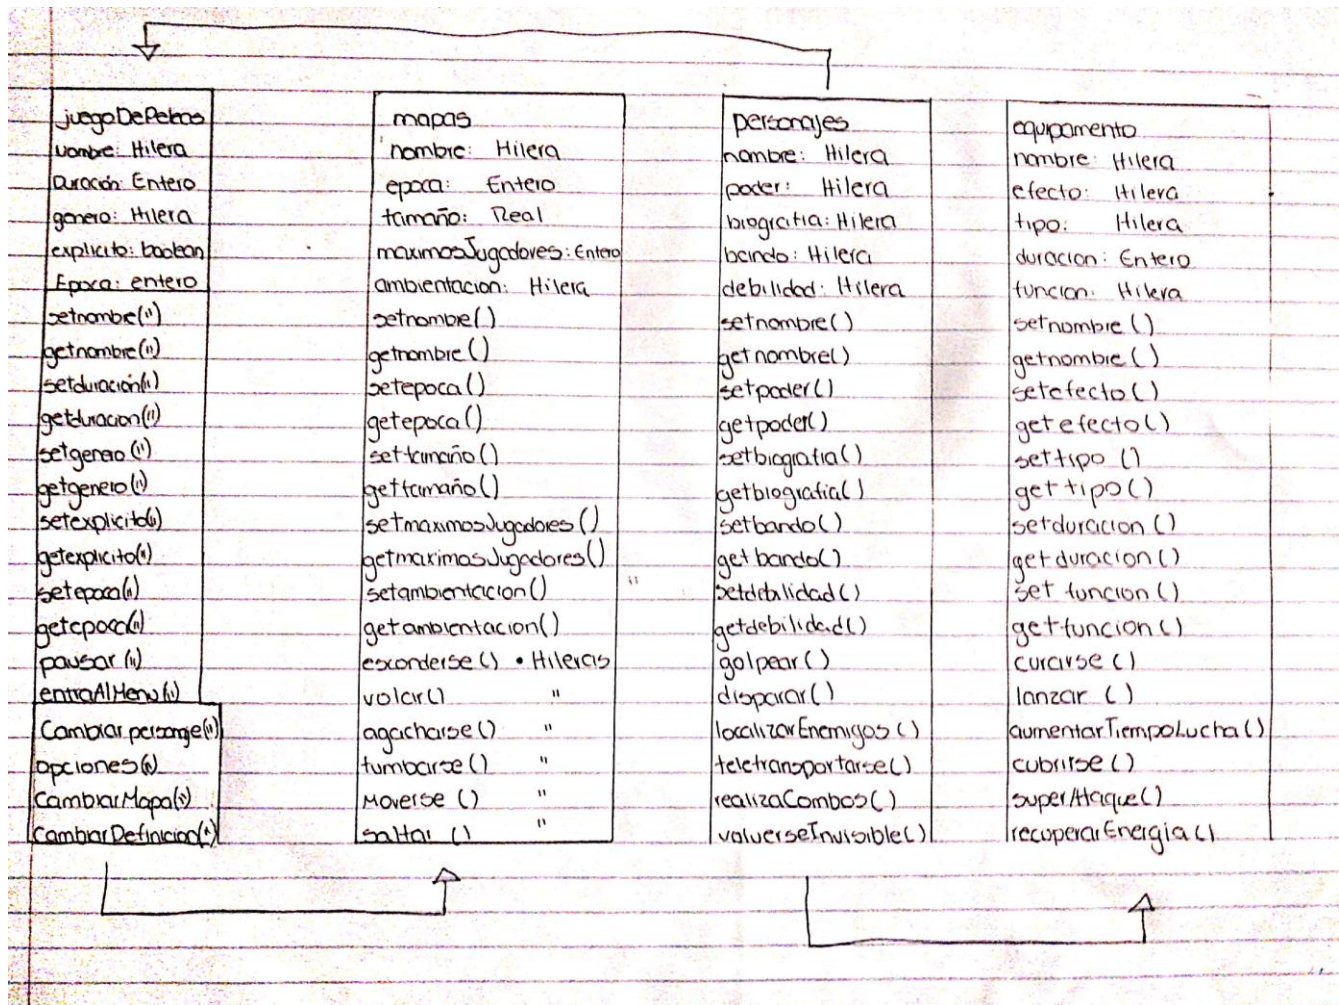 juegoDePeleas
nombre: Hilera
Duración: Entero
genero: Hilera
explicito: boolean
Epoca: entero
setnombre(")
getnombre(")
setduración(")
getduracion(")
setgenero(")
getgenero(")
setexplicito(")
getexplicito(")
setepoca(")
getepoca(")
pausar(")
entraAlMenu(")
Cambiar personaje(")
opciones(")
CambiarMapa(")
CambiarDefinicion(")
mapas
nombre: Hilera
epoca: Entero
tamaño: Real
maximosJugadores: Entero
ambientacion: Hilera
setnombre()
getnombre()
setepoca()
getepoca()
settamaño()
gettamaño()
setmaximosJugadores()
getmaximosJugadores()
setambientacion() "
getambientacion()
esconderse() • Hileras
volar() "
agacharse() "
tumbarse() "
Moverse () "
saltar () "
personajes
nombre: Hilera
poder: Hilera
biografia: Hilera
bando: Hilera
debilidad: Hilera
setnombre()
getnombre()
setpoder()
getpoder()
setbiografia()
getbiografia()
setbando()
getbando()
setdebilidad()
getdebilidad()
golpear()
disparar()
localizarEnemigos()
teletransportarse()
realizaCombos()
volverseInvisible()
equipamento
nombre: Hilera
efecto: Hilera
tipo: Hilera
duracion: Entero
funcion: Hilera
setnombre()
getnombre()
setefecto()
getefecto()
settipo ()
gettipo()
setduracion ()
getduracion ()
set funcion ()
getfuncion ()
curarse ()
lanzar ()
aumentarTiempoLucha()
cubrirse ()
superAtaque()
recuperarEnergia()